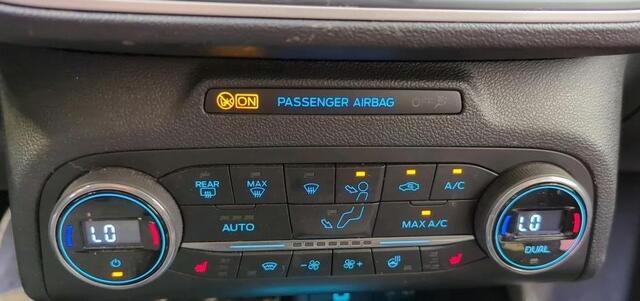 ON PASSENGER AIRBAG
REAR MAX A/C
AUTO MAX A/C
LO LO
DUAL